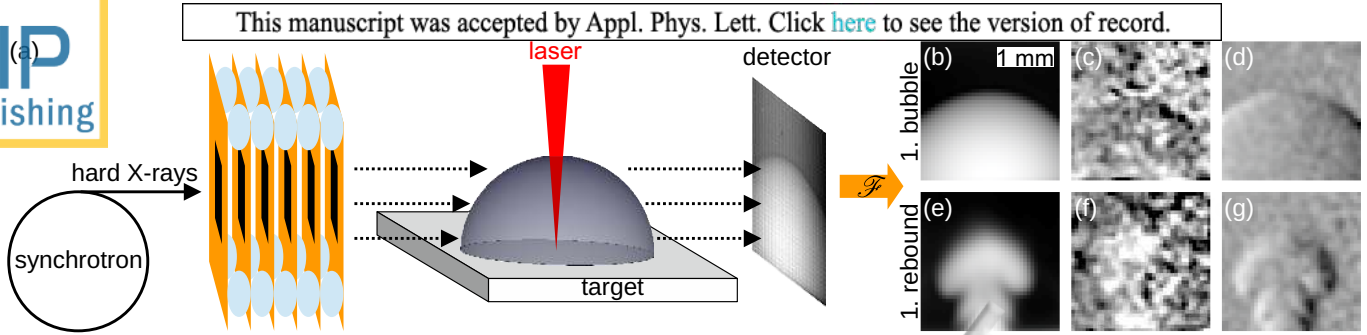 This manuscript was accepted by Appl. Phys. Lett. Click here to see the version of record.
(a)
IP
ishing
laser
detector
hard X-rays
synchrotron
target
ℱ
1. bubble
(b)
1 mm
(c)
(d)
1. rebound
(e)
(f)
(g)